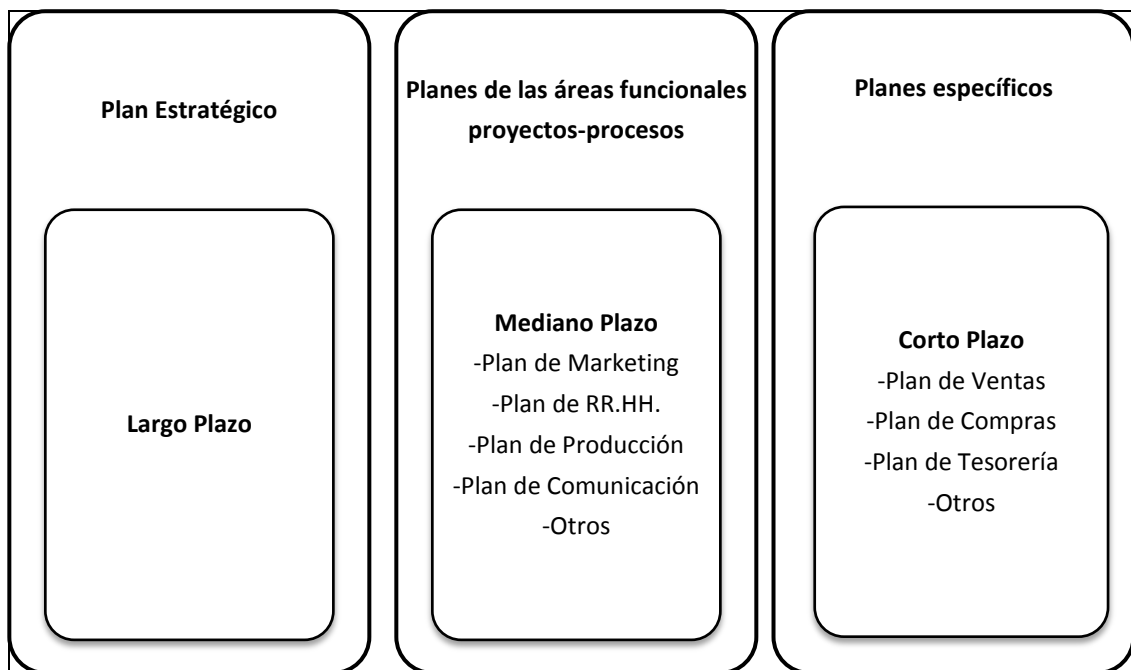 Plan Estratégico
Largo Plazo
Planes de las áreas funcionales
proyectos-procesos
Mediano Plazo
-Plan de Marketing
-Plan de RR.HH.
-Plan de Producción
-Plan de Comunicación
-Otros
Planes específicos
Corto Plazo
-Plan de Ventas
-Plan de Compras
-Plan de Tesorería
-Otros